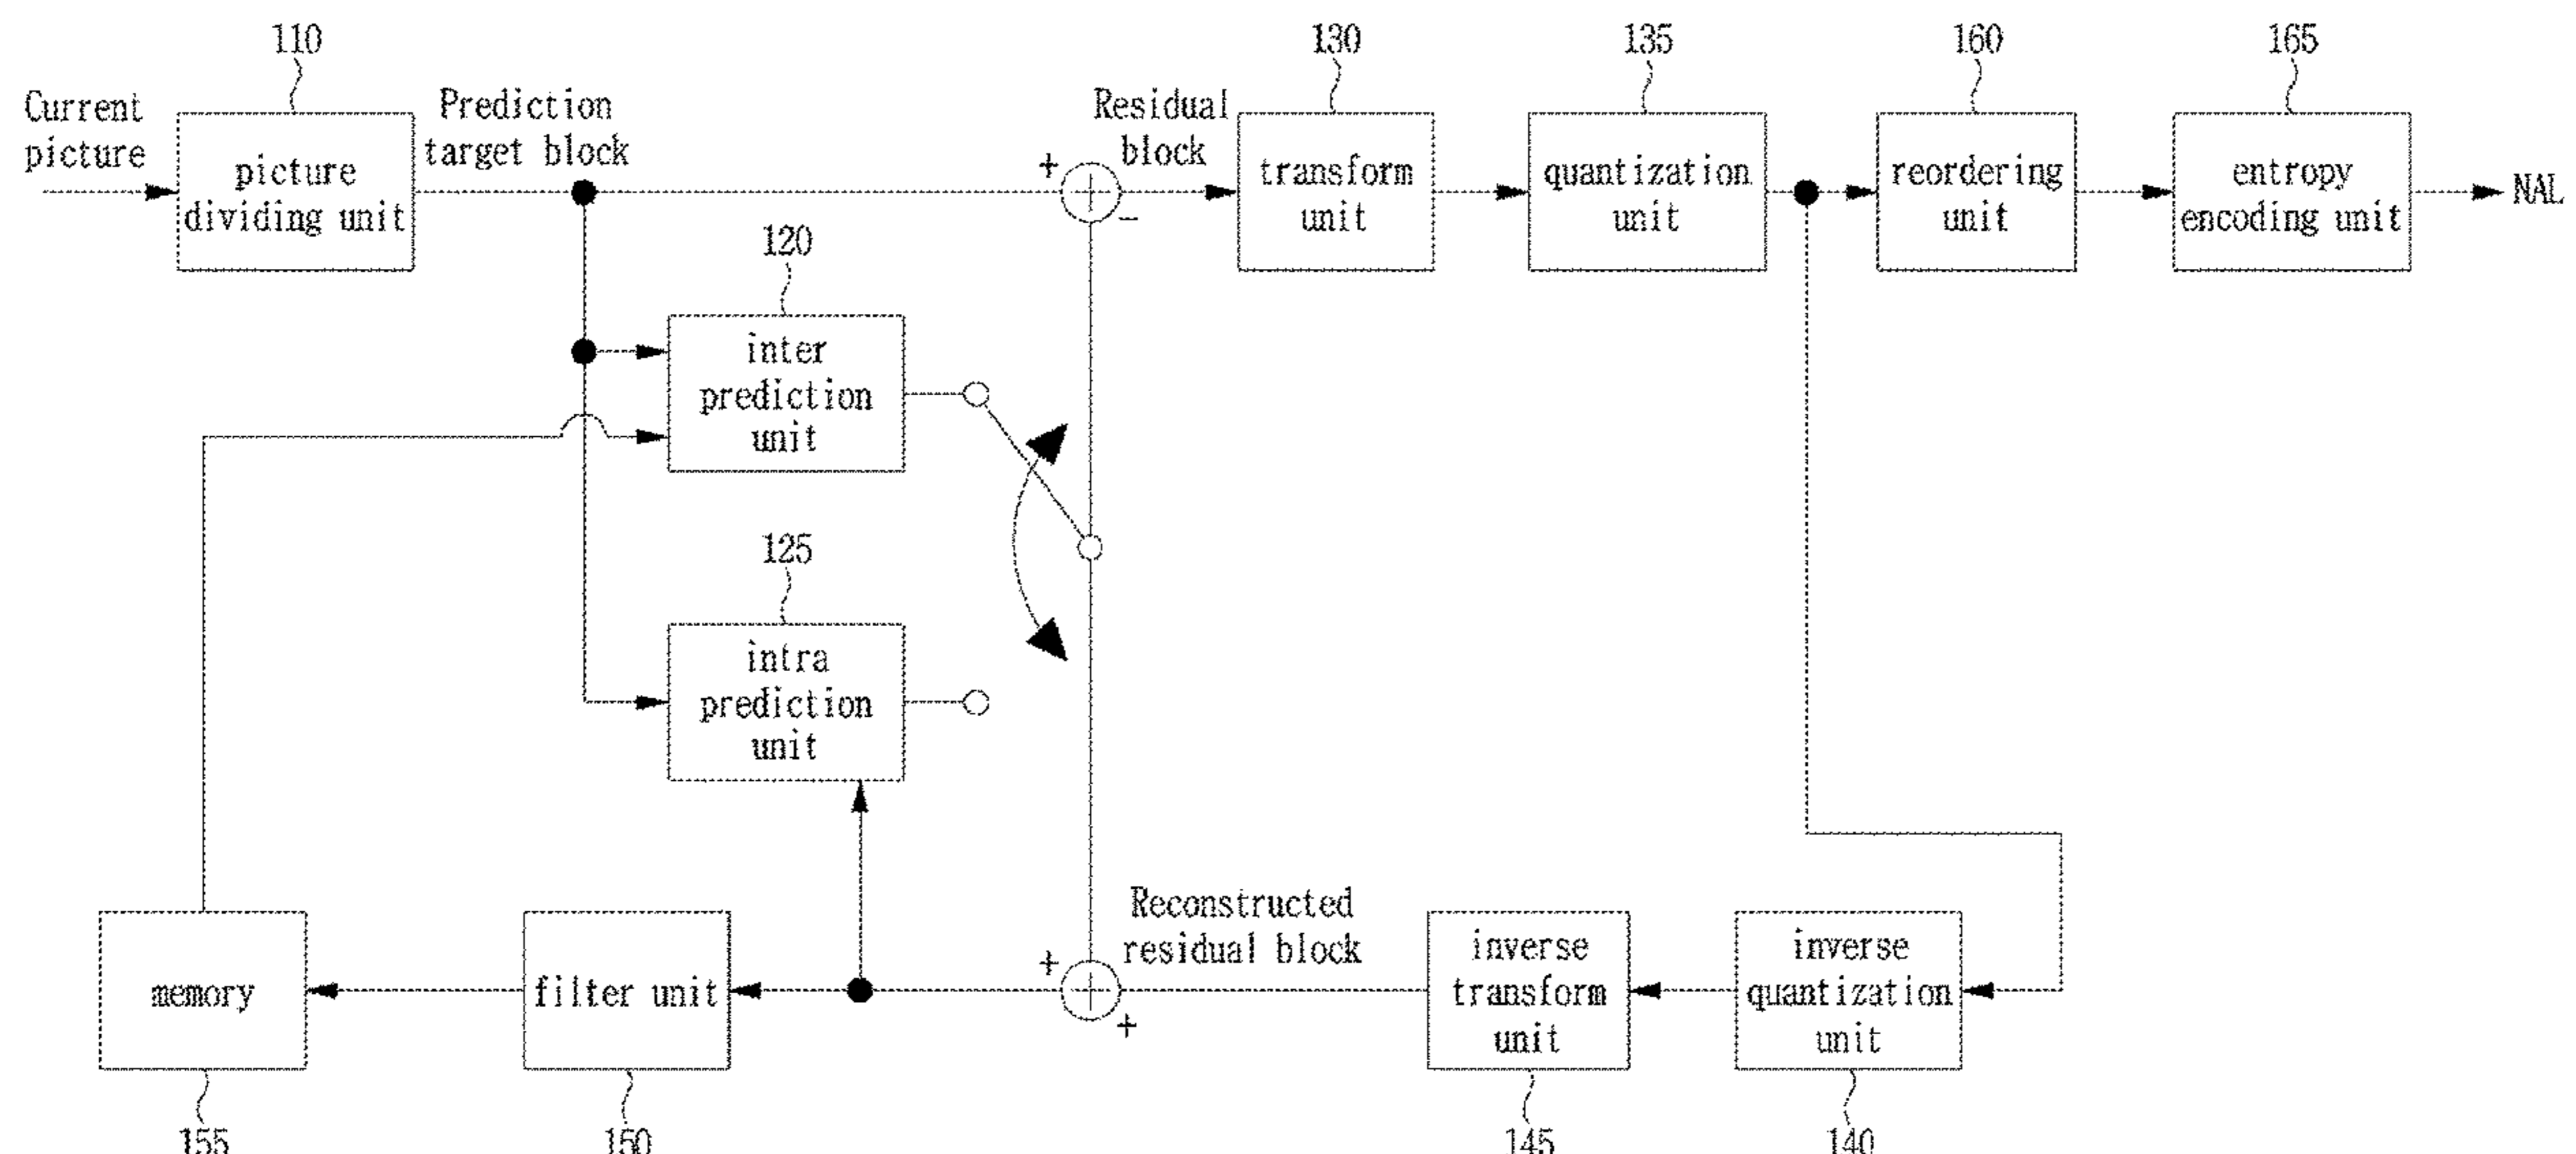 110
130
135
160
165
Current
picture
Prediction
target block
Residual
block
picture
dividing unit
+
−
transform
unit
quantization
unit
reordering
unit
entropy
encoding unit
NAL
120
inter
prediction
unit
125
intra
prediction
unit
memory
filter unit
+
+
Reconstructed
residual block
inverse
transform
unit
inverse
quantization
unit
155
150
145
140